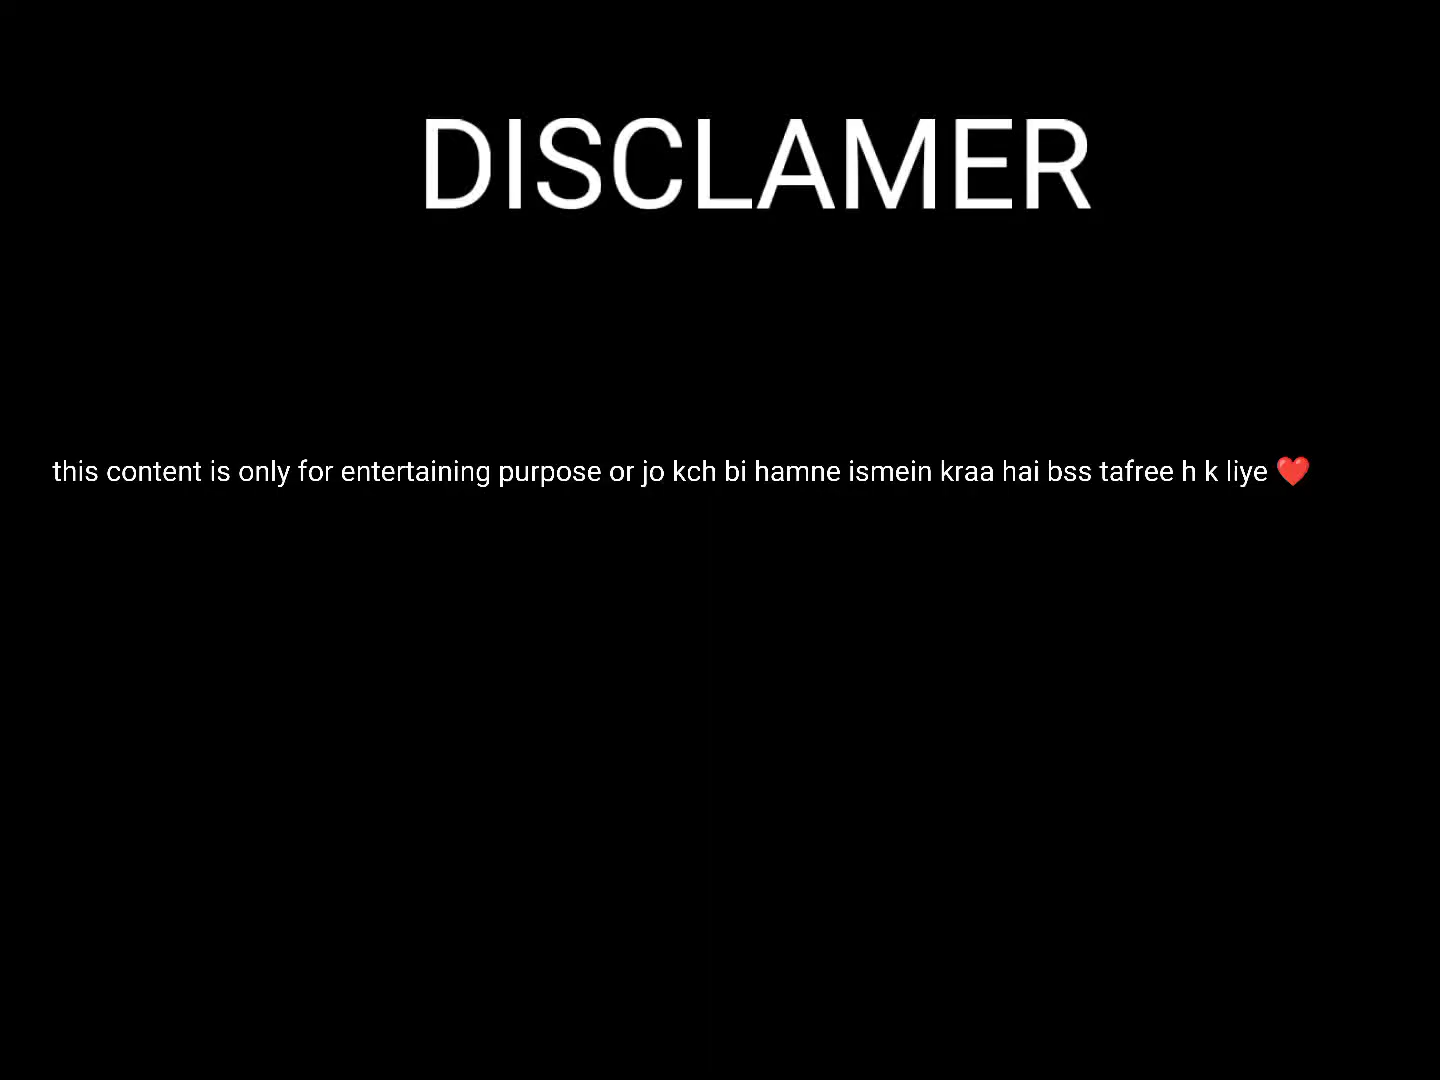 DISCLAMER
this content is only for entertaining purpose or jo kch bi hamne ismein kraa hai bss tafree h k liye ❤️